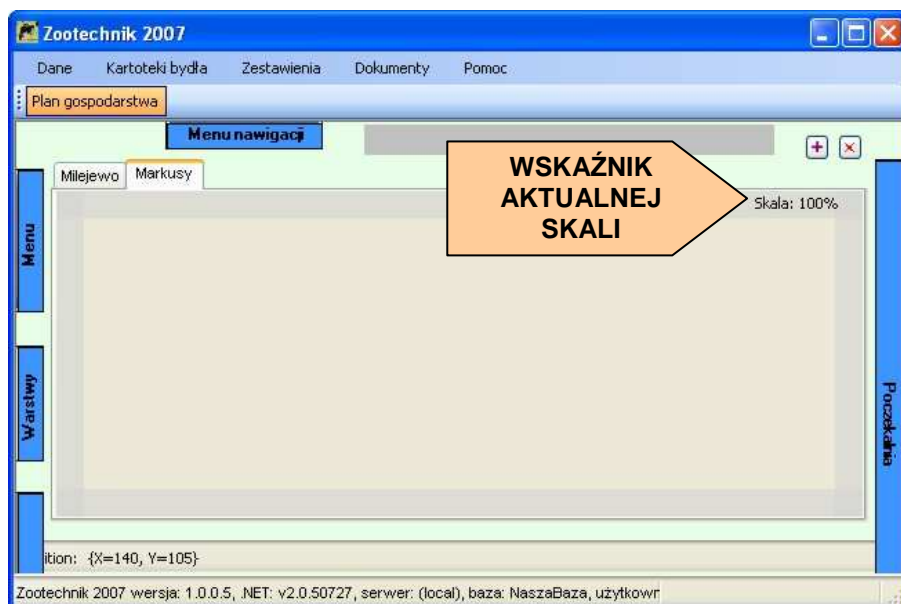 Zootechnik 2007
Dane Kartoteki bydła Zestawienia Dokumenty Pomoc
Plan gospodarstwa
Menu nawigacji
Milejewo Markusy
WSKAŹNIK
AKTUALNEJ
SKALI
Skala: 100%
Menu
Warstwy
Poczekalnia
ition: {X=140, Y=105}
Zootechnik 2007 wersja: 1.0.0.5, .NET: v2.0.50727, serwer: (local), baza: NaszaBaza, użytkowr